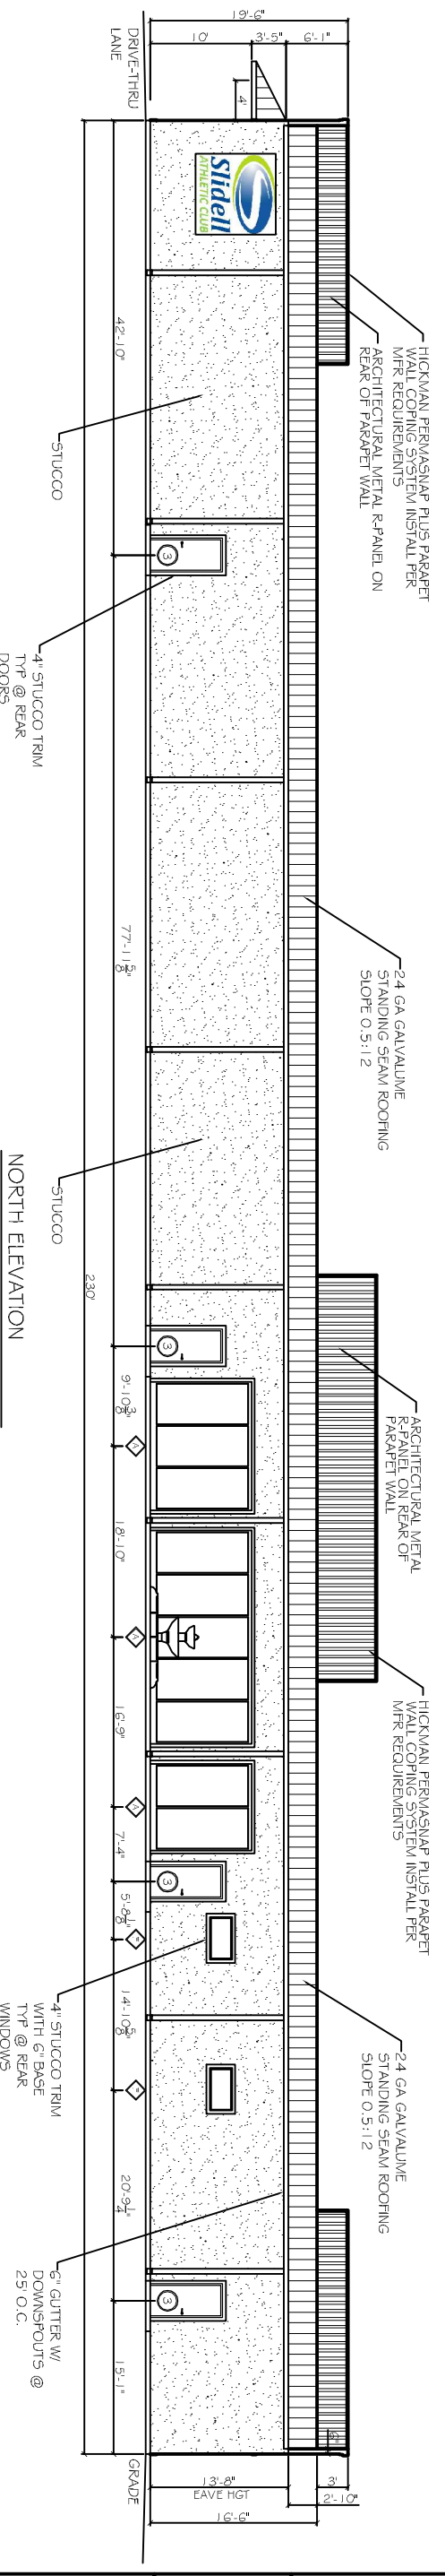 19'-6"
10'
3'-5"
6'-1"
4'
DRIVE-THRU
LANE
Slidell
ATHLETIC CLUB
HICKMAN PERMASNAP PLUS PARAPET
WALL COPING SYSTEM INSTALL PER
MFR REQUIREMENTS
ARCHITECTURAL METAL R-PANEL ON
REAR OF PARAPET WALL
42'-10"
STUCCO
3
4" STUCCO TRIM
TYP @ REAR
DOORS
24 GA GALVALUME
STANDING SEAM ROOFING
SLOPE 0.5:12
77'-11 5/8"
STUCCO
230'
NORTH ELEVATION
3
9'-10 3/8"
A
ARCHITECTURAL METAL
R-PANEL ON REAR OF
PARAPET WALL
HICKMAN PERMASNAP PLUS PARAPET
WALL COPING SYSTEM INSTALL PER
MFR REQUIREMENTS
18'-10"
A
16'-9"
A
7'-4"
3
5'-8 1/8"
14'-10 5/8"
4" STUCCO TRIM
WITH 6" BASE
TYP @ REAR
WINDOWS
24 GA GALVALUME
STANDING SEAM ROOFING
SLOPE 0.5:12
20'-9 1/4"
6" GUTTER W/
DOWNSPOUTS @
25' O.C.
3
15'-1"
GRADE
6"
3'
2'-10"
13'-8"
EAVE HGT
16'-6"